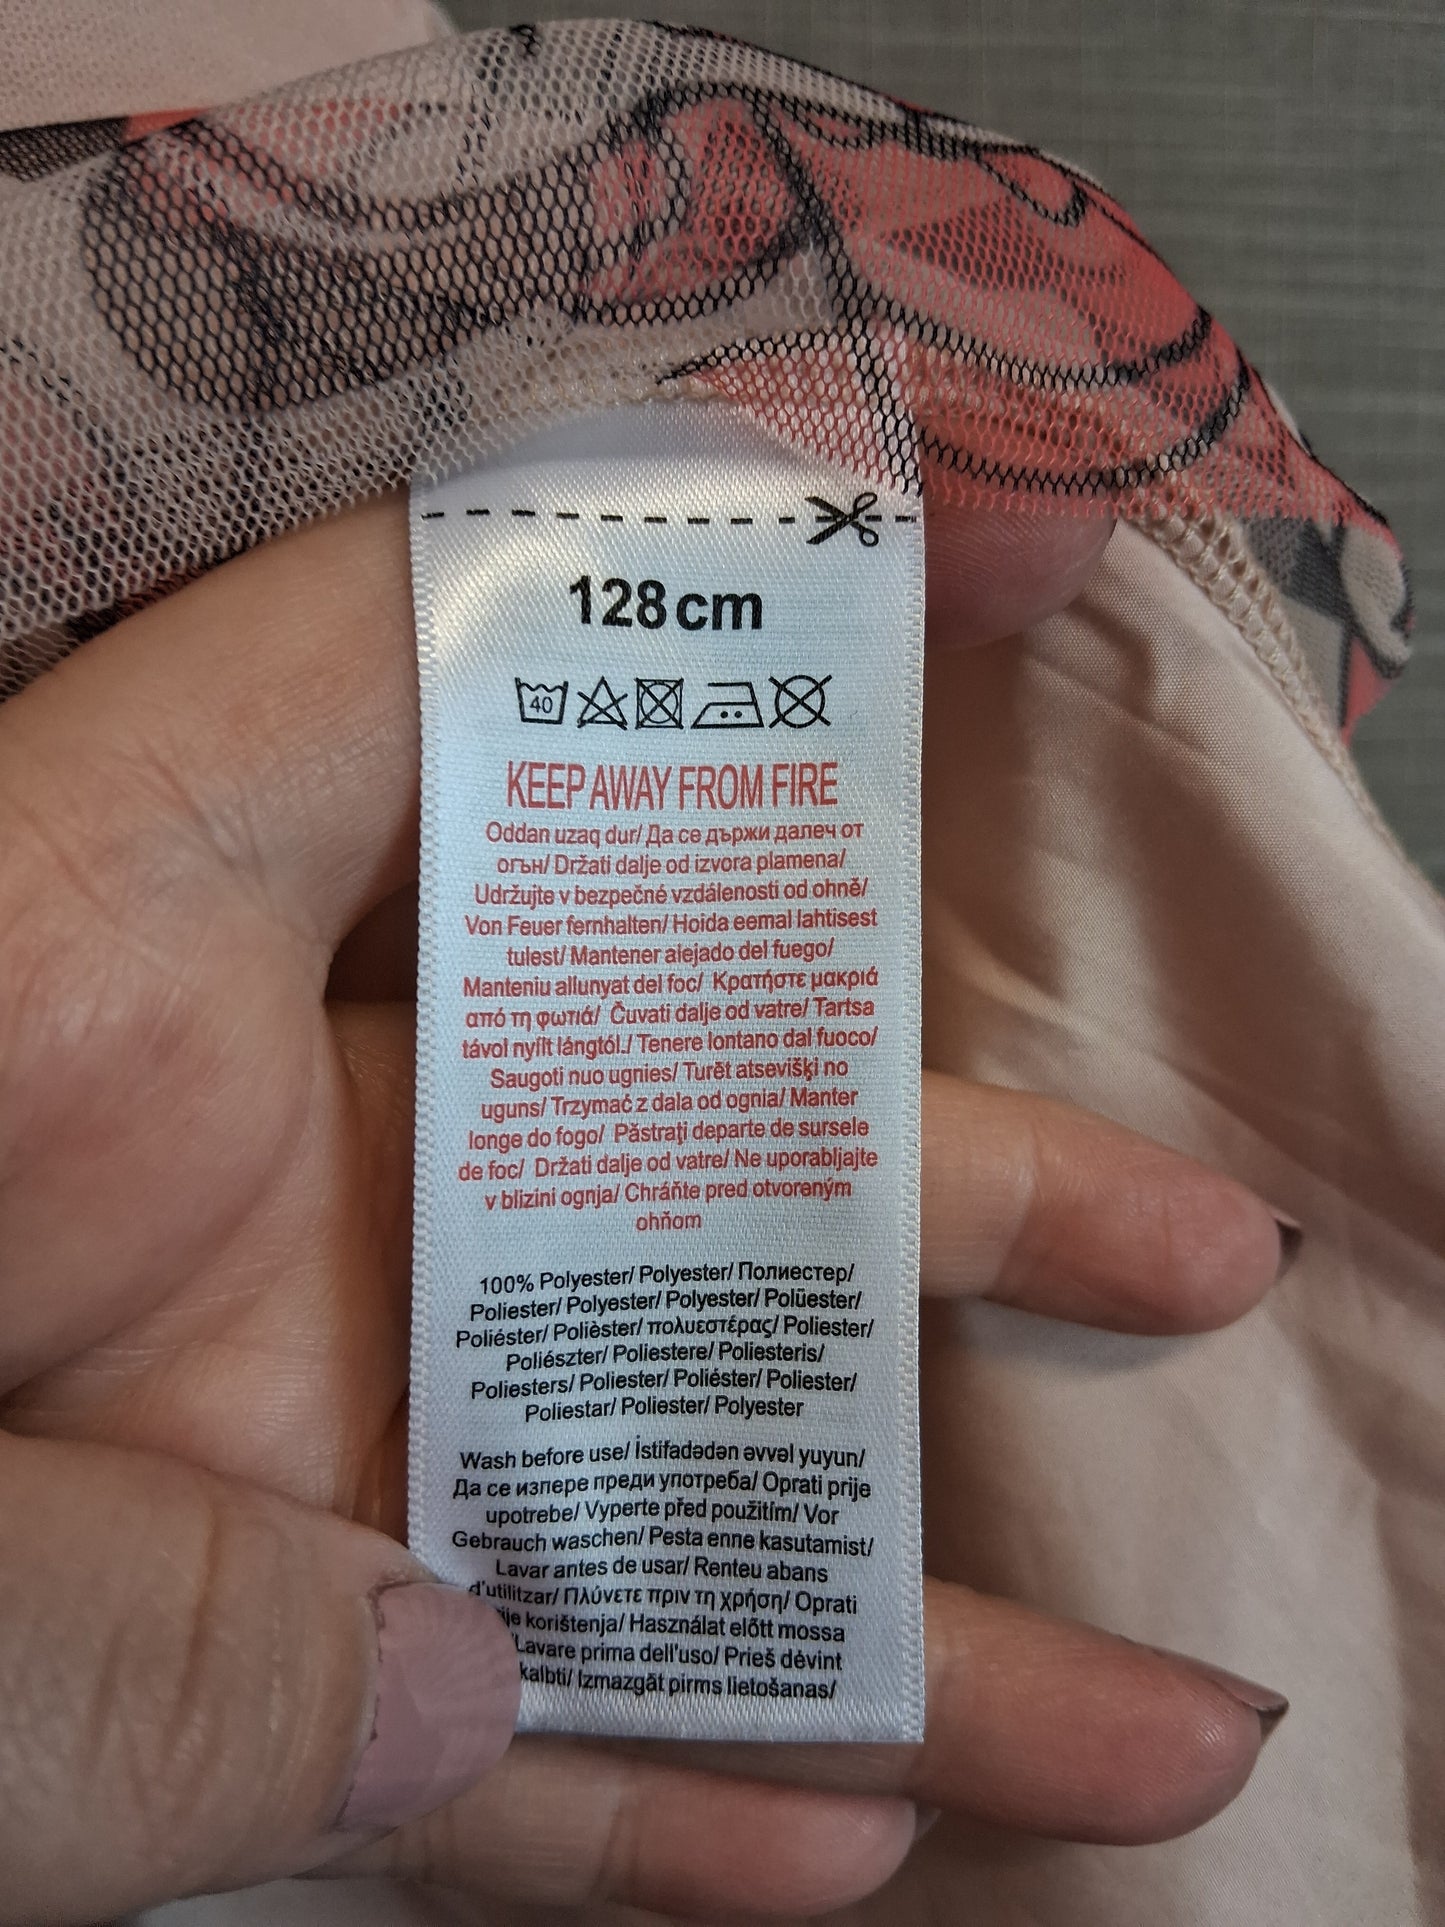 128cm
40
KEEP AWAY FROM FIRE
Oddan uzaq dur/ Да се държи далеч от
огън/ Držati dalje od izvora plamena/
Udržujte v bezpečné vzdálenosti od ohně/
Von Feuer fernhalten/ Hoida eemal lahtisest
tulest/ Mantener alejado del fuego/
Manteniu allunyat del foc/ Κρατήστε μακριά
από τη φωτιά/ Čuvati dalje od vatre/ Tartsa
távol nyílt lángtól./ Tenere lontano dal fuoco/
Saugoti nuo ugnies/ Turēt atsevišķi no
uguns/ Trzymać z dala od ognia/ Manter
longe do fogo/ Păstrați departe de sursele
de foc/ Držati dalje od vatre/ Ne uporabljajte
v blizini ognja/ Chráňte pred otvoreným
ohňom
100% Polyester/ Polyester/ Полиестер/
Poliester/ Polyester/ Polyester/ Polüester/
Poliéster/ Polièster/ πολυεστέρας/ Poliester/
Poliészter/ Poliestere/ Poliesteris/
Poliesters/ Poliester/ Poliéster/ Poliester/
Poliestar/ Poliester/ Polyester
Wash before use/ İstifadədən əvvəl yuyun/
Да се изпере преди употреба/ Oprati prije
upotrebe/ Vyperte před použitím/ Vor
Gebrauch waschen/ Pesta enne kasutamist/
Lavar antes de usar/ Renteu abans
d'utilitzar/ Πλύνετε πριν τη χρήση/ Oprati
korištenja/ Használat előtt mossa
Lavare prima dell'uso/ Prieš dėvint
kalbti/ Izmazgāt pirms lietošanas/